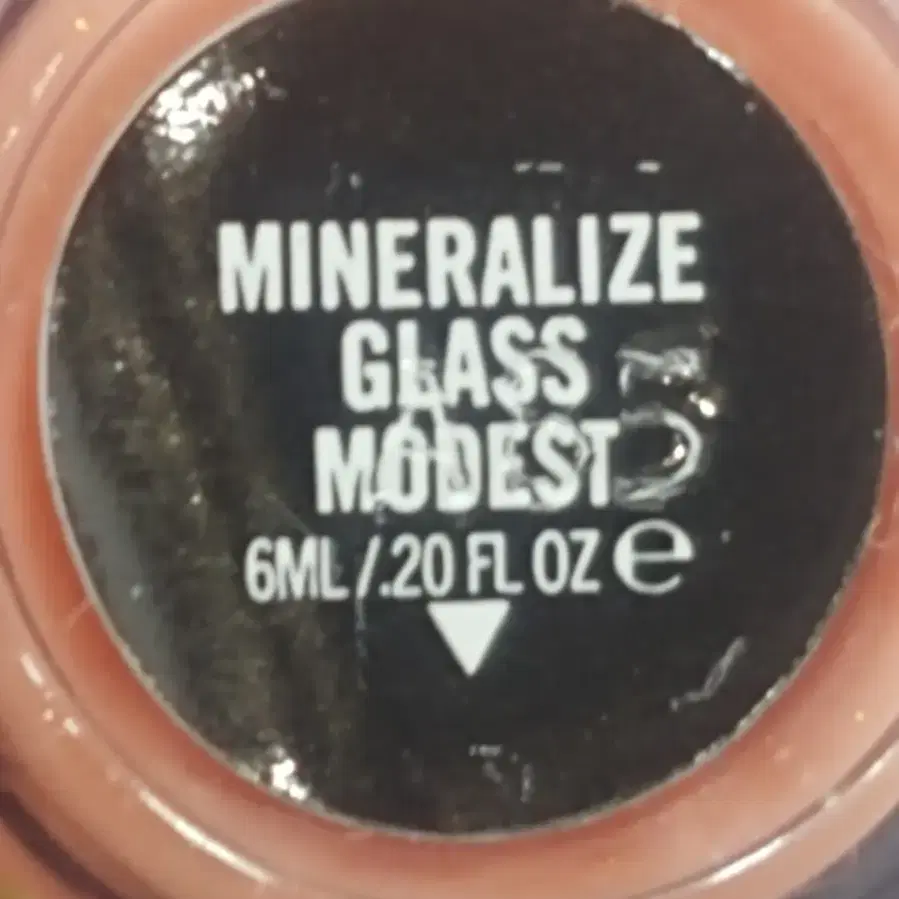 MINERALIZE
GLASS
MODEST
6ML/.20 FL OZ e